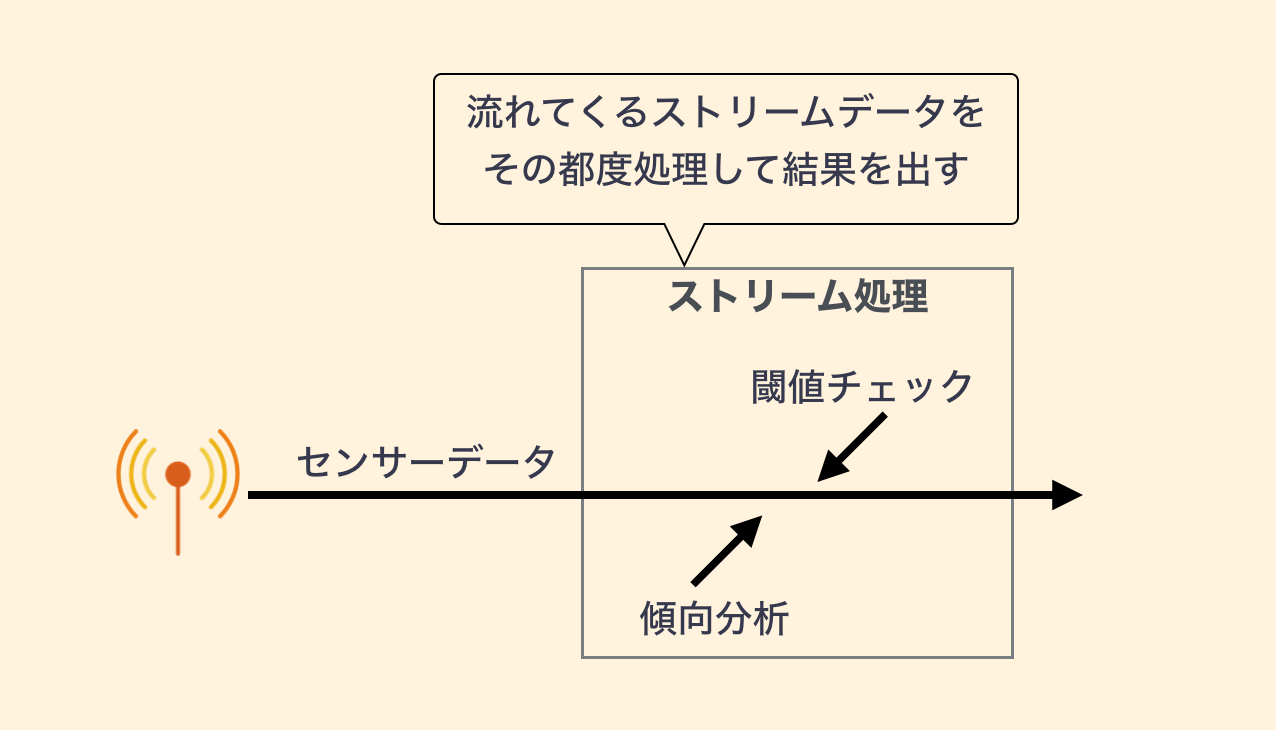 流れてくるストリームデータを
その都度処理して結果を出す
ストリーム処理
閾値チェック
センサーデータ
傾向分析